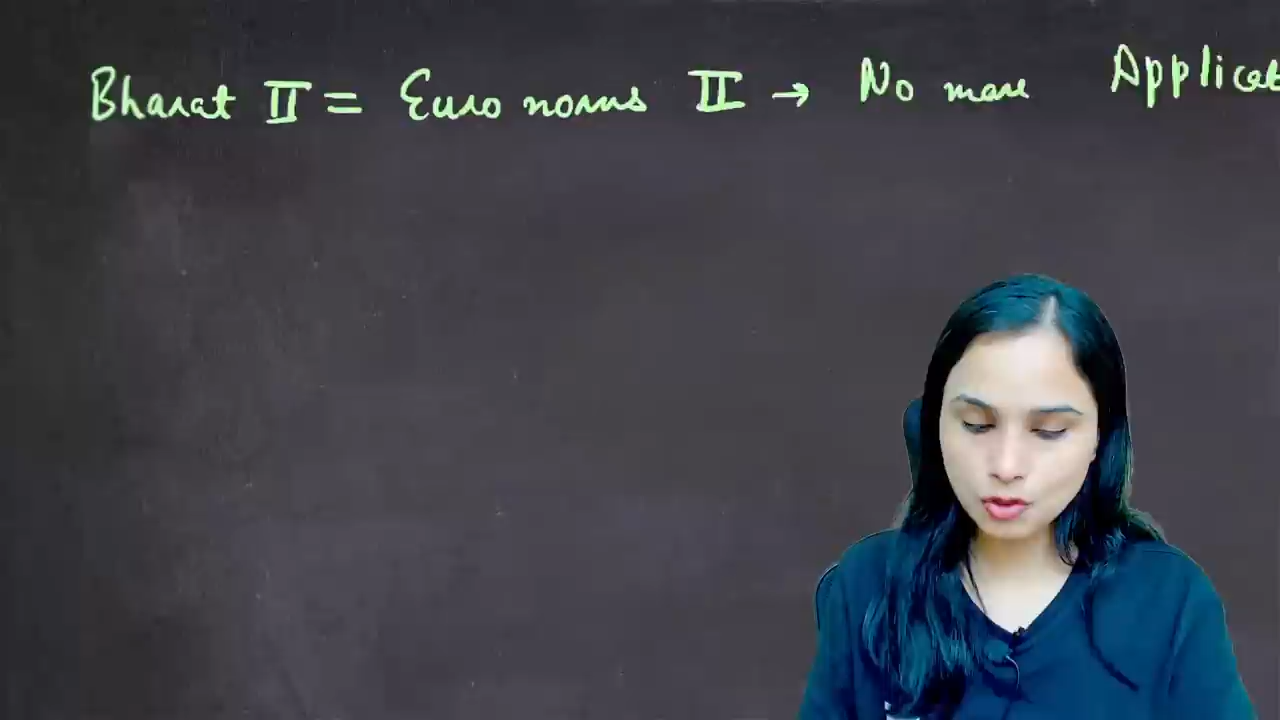 Bharat II = Euro norms II → No more Applicat